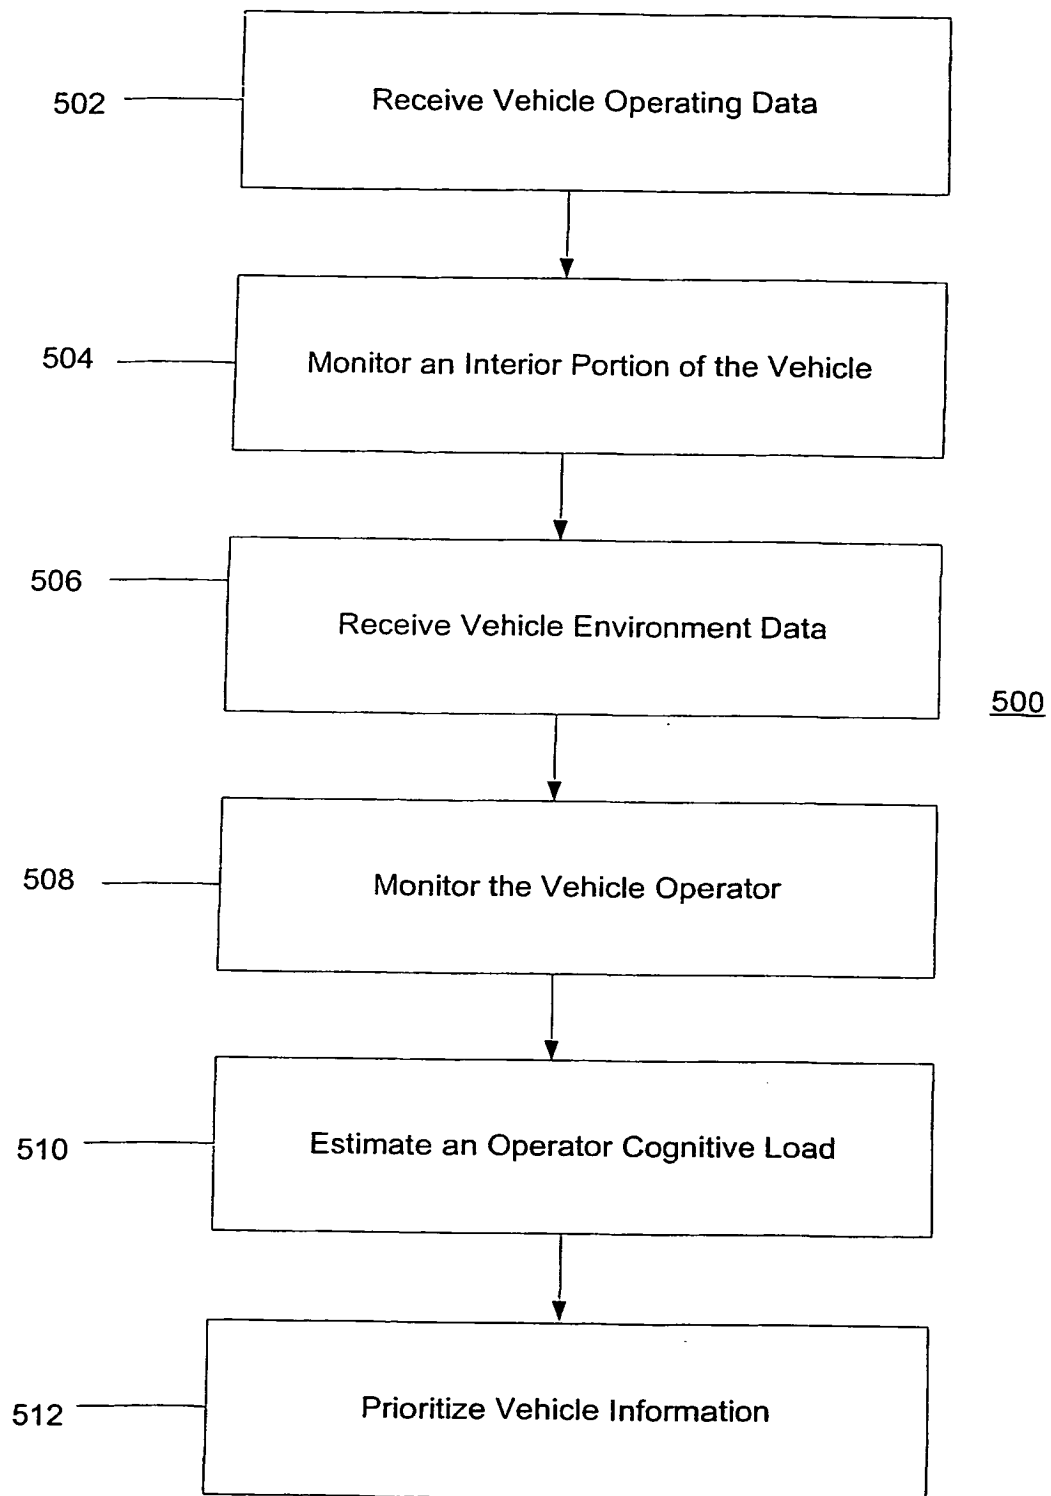 502
Receive Vehicle Operating Data
504
Monitor an Interior Portion of the Vehicle
506
Receive Vehicle Environment Data
500
508
Monitor the Vehicle Operator
510
Estimate an Operator Cognitive Load
512
Prioritize Vehicle Information